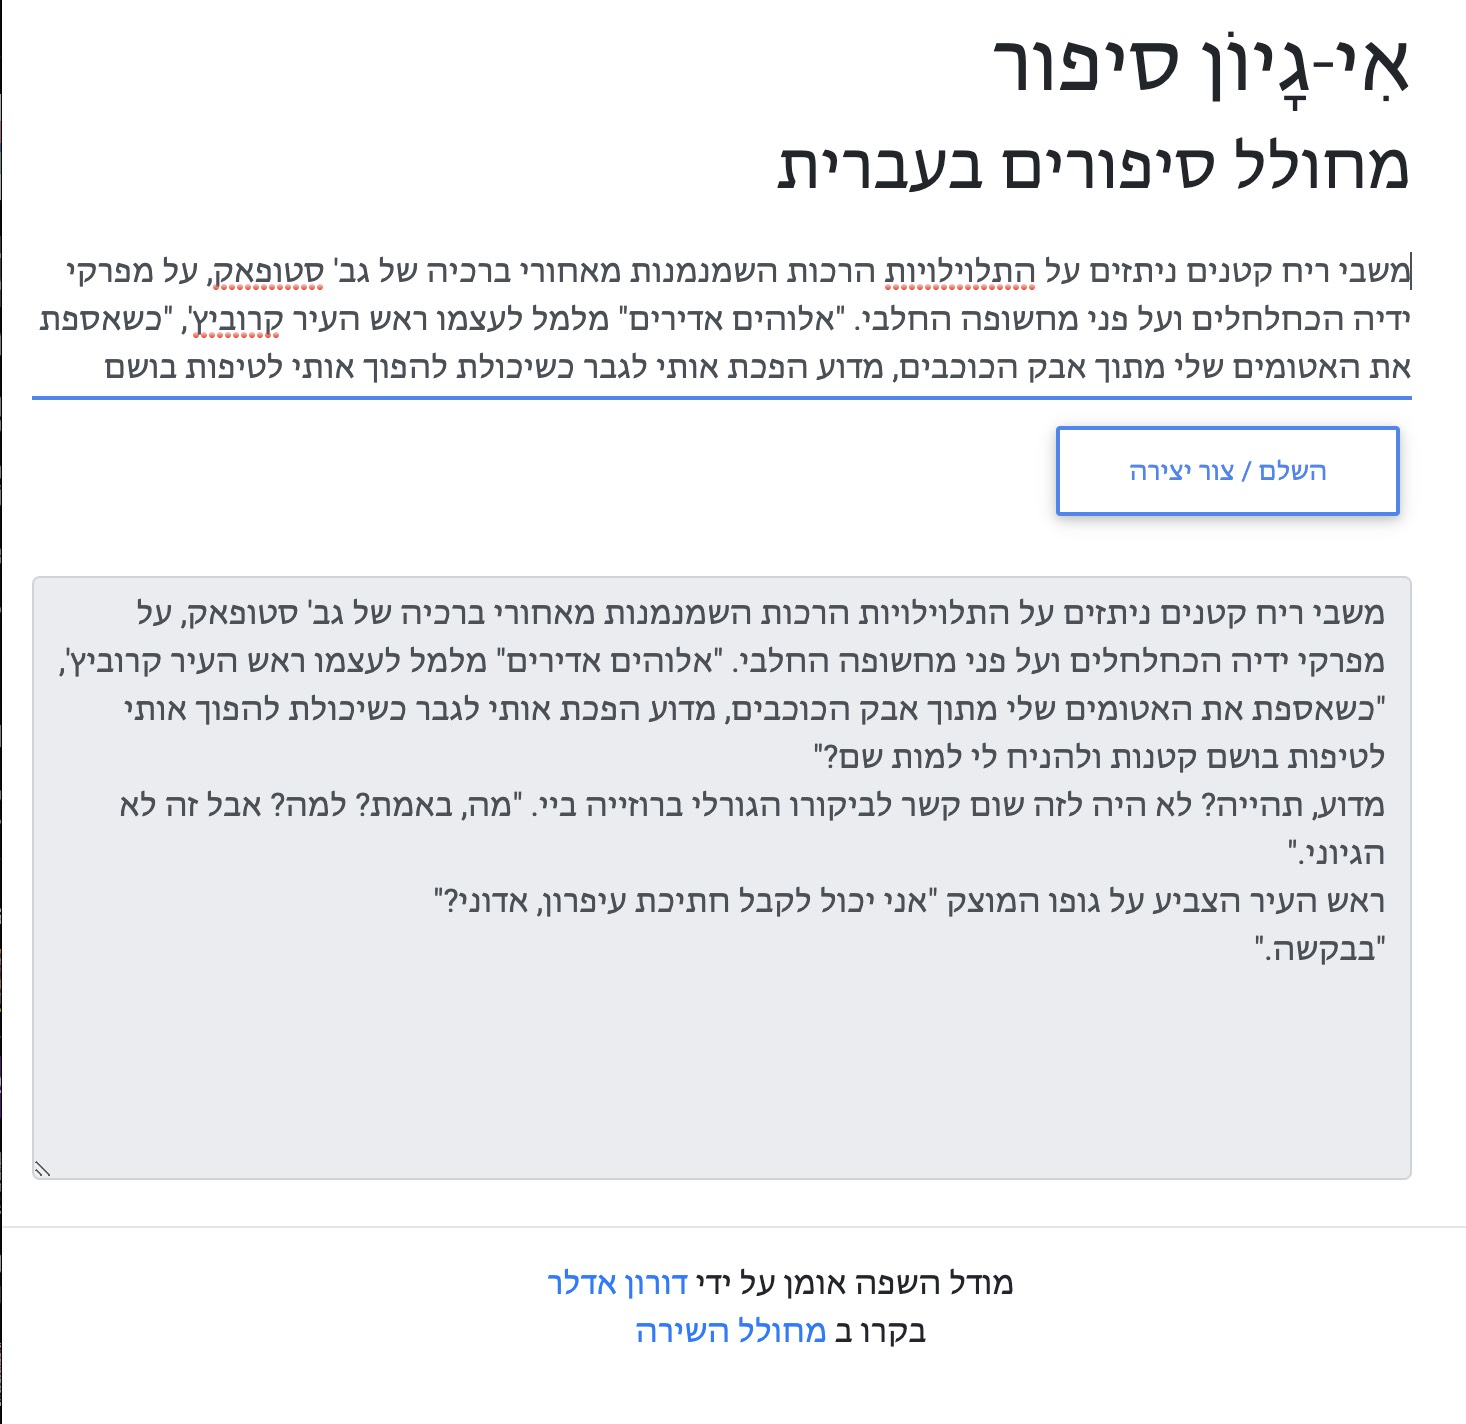 אִי-גָיוֹן סיפור
מחולל סיפורים בעברית
משבי ריח קטנים ניתזים על התלוילויות הרכות השמנמנות מאחורי ברכיה של גב' סטופאק, על מפרקי
ידיה הכחלחלים ועל פני מחשופה החלבי. "אלוהים אדירים" מלמל לעצמו ראש העיר קרוביץ', "כשאספת
את האטומים שלי מתוך אבק הכוכבים, מדוע הפכת אותי לגבר כשיכולת להפוך אותי לטיפות בושם
השלם / צור יצירה
משבי ריח קטנים ניתזים על התלוילויות הרכות השמנמנות מאחורי ברכיה של גב' סטופאק, על
מפרקי ידיה הכחלחלים ועל פני מחשופה החלבי. "אלוהים אדירים" מלמל לעצמו ראש העיר קרוביץ',
"כשאספת את האטומים שלי מתוך אבק הכוכבים, מדוע הפכת אותי לגבר כשיכולת להפוך אותי
לטיפות בושם קטנות ולהניח לי למות שם?"
מדוע, תהייה? לא היה לזה שום קשר לביקורו הגורלי ברוזייה ביי. "מה, באמת? למה? אבל זה לא
הגיוני."
ראש העיר הצביע על גופו המוצק "אני יכול לקבל חתיכת עיפרון, אדוני?"
"בבקשה."
מודל השפה אומן על ידי דורון אדלר
בקרו ב מחולל השירה